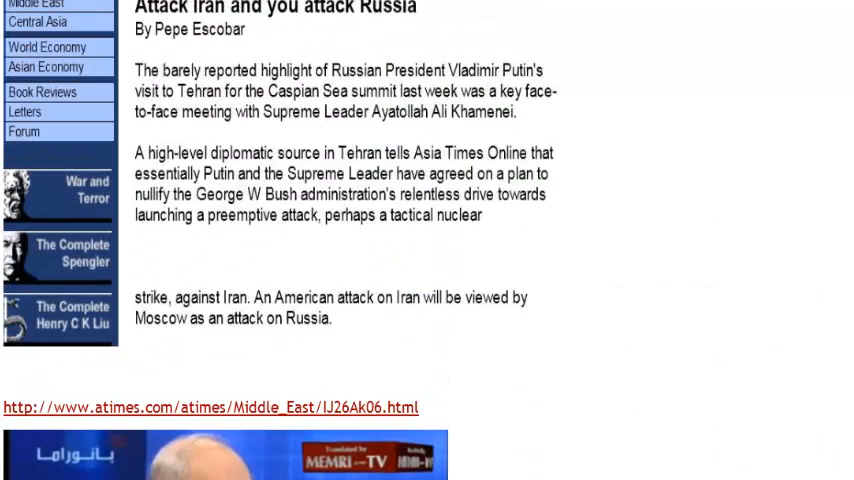 Middle East
Central Asia
World Economy
Asian Economy
Book Reviews
Letters
Forum
War and
Terror
The Complete
Spengler
The Complete
Henry C K Liu
Attack Iran and you attack Russia
By Pepe Escobar
The barely reported highlight of Russian President Vladimir Putin's
visit to Tehran for the Caspian Sea summit last week was a key face-
to-face meeting with Supreme Leader Ayatollah Ali Khamenei.
A high-level diplomatic source in Tehran tells Asia Times Online that
essentially Putin and the Supreme Leader have agreed on a plan to
nullify the George W Bush administration's relentless drive towards
launching a preemptive attack, perhaps a tactical nuclear
strike, against Iran. An American attack on Iran will be viewed by
Moscow as an attack on Russia.
http://www.atimes.com/atimes/Middle_East/IJ26Ak06.html
بانوراما
Translated by
MEMRI-TV